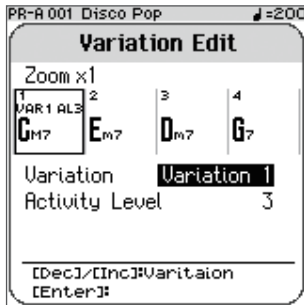 PR-A 001 Disco Pop ♩=200
Variation Edit
Zoom x1
1 2 3 4
VAR1 AL3
CM7 Em7 Dm7 G7
Variation Variation 1
Activity Level 3
[Dec]/[Inc]:Varitaion
[Enter]: